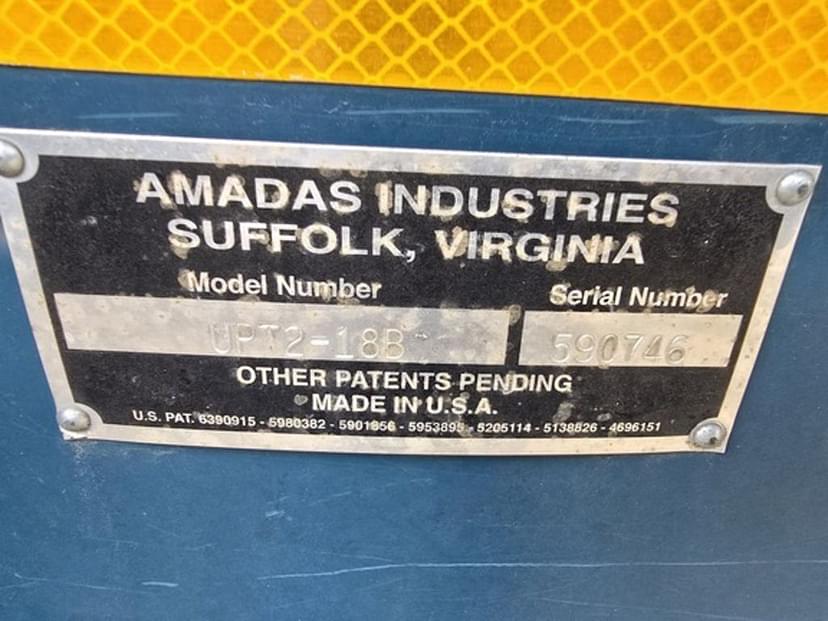 AMADAS INDUSTRIES
SUFFOLK, VIRGINIA
Model Number Serial Number
UPT2-18B 590746
OTHER PATENTS PENDING
MADE IN U.S.A.
U.S. PAT. 6390915 - 5980382 - 5901856 - 5953895 - 5205114 - 5138826 - 4696151